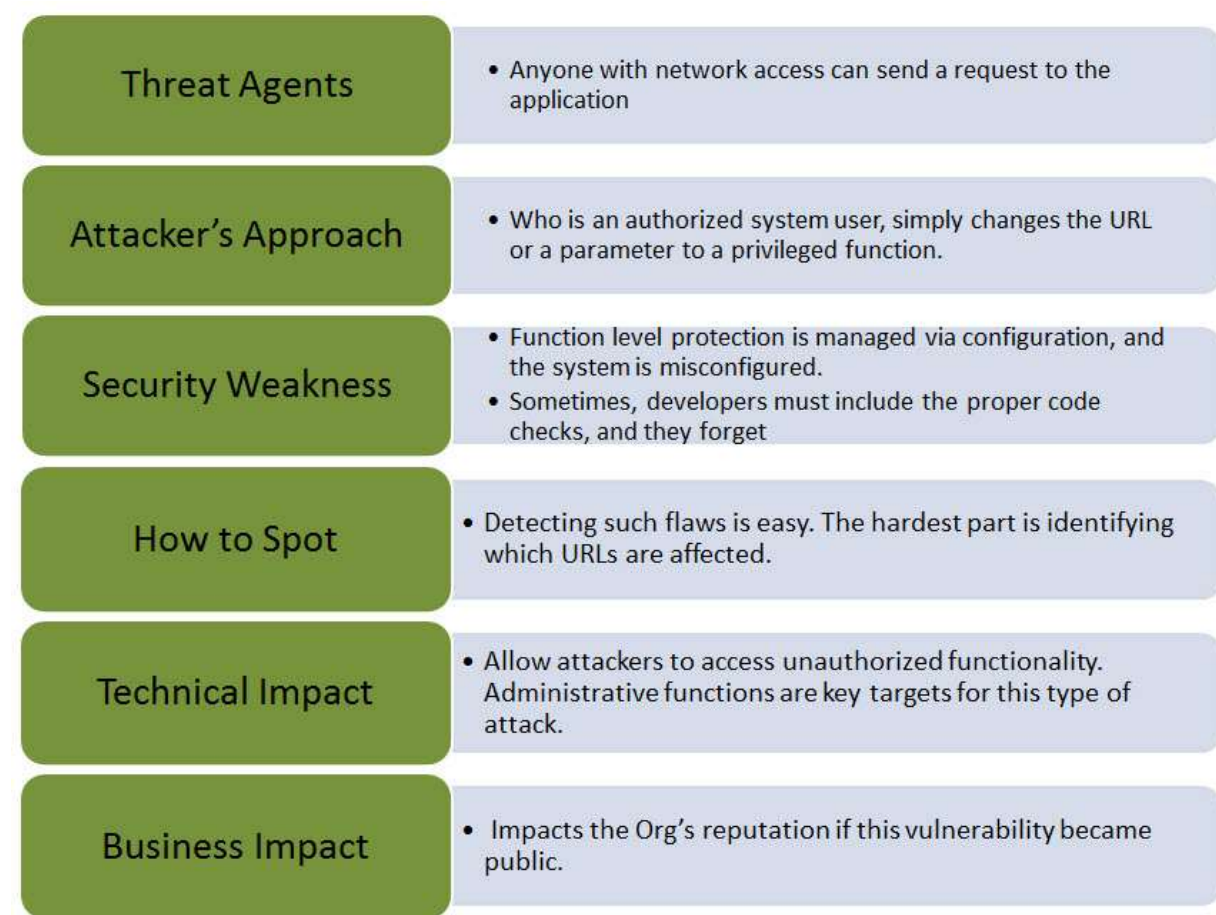 Threat Agents
• Anyone with network access can send a request to the
application
Attacker’s Approach
• Who is an authorized system user, simply changes the URL
or a parameter to a privileged function.
Security Weakness
• Function level protection is managed via configuration, and
the system is misconfigured.
• Sometimes, developers must include the proper code
checks, and they forget
How to Spot
• Detecting such flaws is easy. The hardest part is identifying
which URLs are affected.
Technical Impact
• Allow attackers to access unauthorized functionality.
Administrative functions are key targets for this type of
attack.
Business Impact
• Impacts the Org’s reputation if this vulnerability became
public.